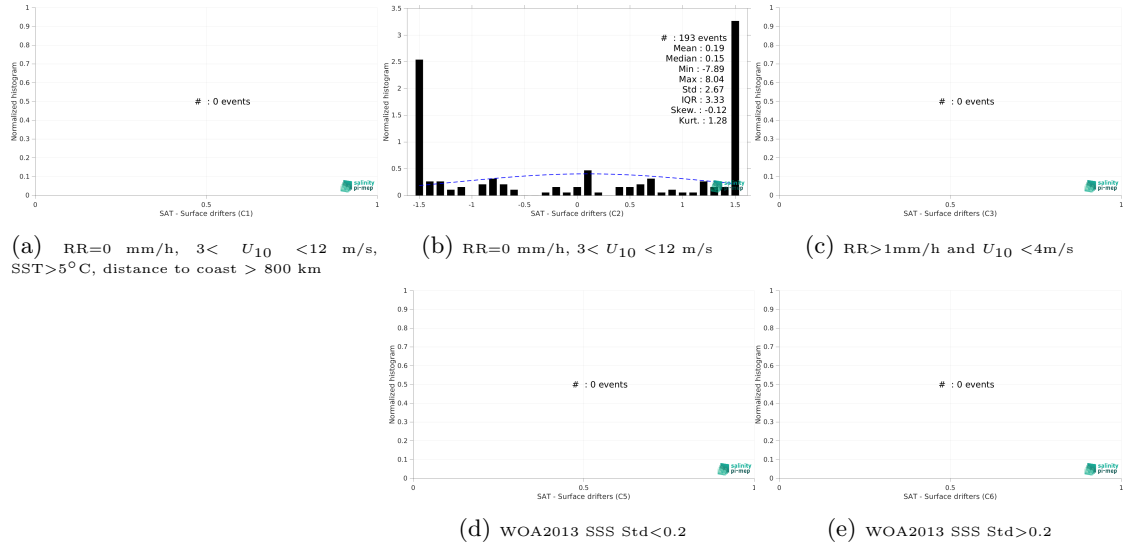 1
0.9
0.8
0.7
0.6
0.5
0.4
0.3
0.2
0.1
0
Normalized histogram
# : 0 events
0
0.5
1
SAT - Surface drifters (C1)
salinity
pi-mep
(a) RR=0 mm/h, 3< U10 <12 m/s,
SST>5°C, distance to coast > 800 km
3.5
3
2.5
2
1.5
1
0.5
0
Normalized histogram
# : 193 events
Mean : 0.19
Median : 0.15
Min : -7.89
Max : 8.04
Std : 2.67
IQR : 3.33
Skew. : -0.12
Kurt. : 1.28
-1.5
-1
-0.5
0
0.5
1
1.5
SAT - Surface drifters (C2)
salinity
pi-mep
(b) RR=0 mm/h, 3< U10 <12 m/s
1
0.9
0.8
0.7
0.6
0.5
0.4
0.3
0.2
0.1
0
Normalized histogram
# : 0 events
0
0.5
1
SAT - Surface drifters (C3)
salinity
pi-mep
(c) RR>1mm/h and U10 <4m/s
1
0.9
0.8
0.7
0.6
0.5
0.4
0.3
0.2
0.1
0
Normalized histogram
# : 0 events
0
0.5
1
SAT - Surface drifters (C5)
salinity
pi-mep
(d) WOA2013 SSS Std<0.2
1
0.9
0.8
0.7
0.6
0.5
0.4
0.3
0.2
0.1
0
Normalized histogram
# : 0 events
0
0.5
1
SAT - Surface drifters (C6)
salinity
pi-mep
(e) WOA2013 SSS Std>0.2